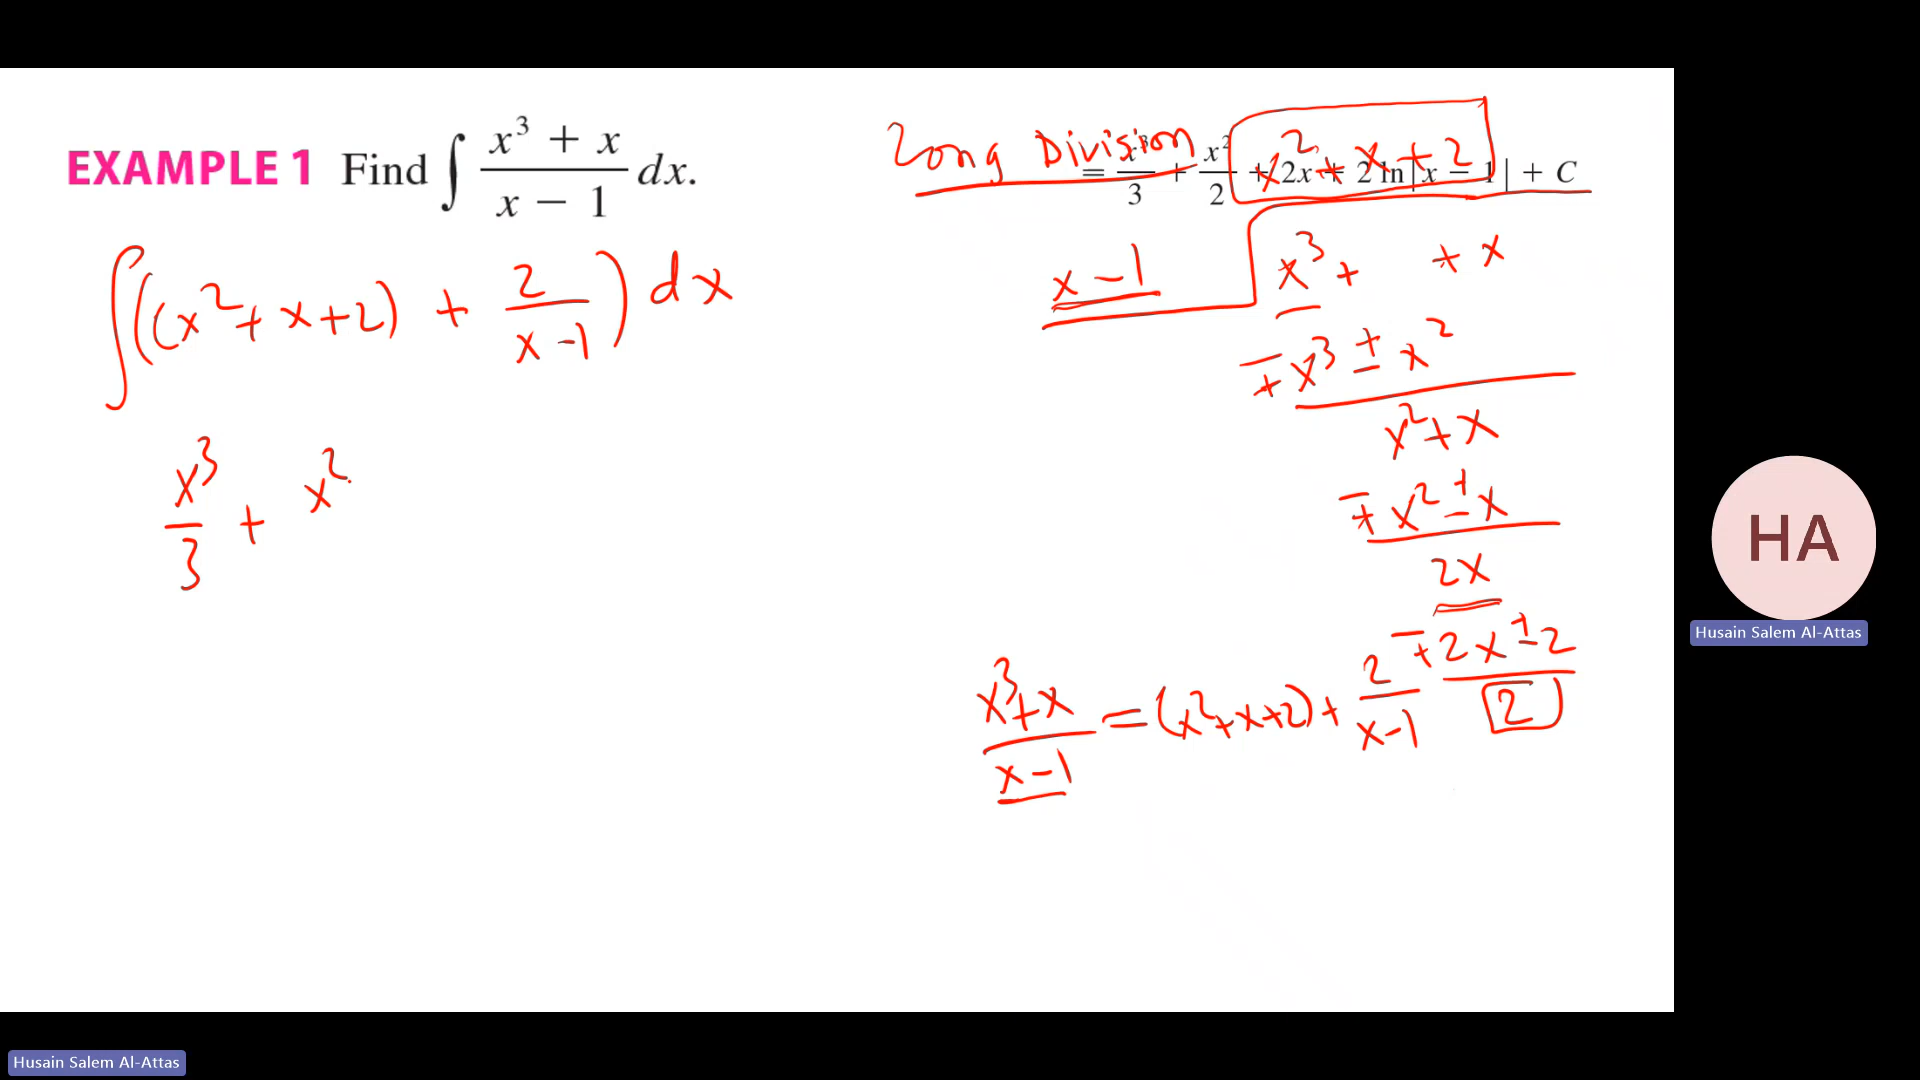 EXAMPLE 1 Find ∫ (x³ + x)/(x − 1) dx.
Long Division
= x³/3 + x²/2 + 2x + 2 ln|x − 1| + C
x² + x + 2
x − 1
x³ + + x
∓x³ ± x²
x² + x
∓x² ± x
2x
∓2x ± 2
2
∫((x² + x + 2) + 2/(x − 1)) dx
x³/3 + x²
(x³ + x)/(x − 1) = (x² + x + 2) + 2/(x − 1)
HA
Husain Salem Al-Attas
Husain Salem Al-Attas